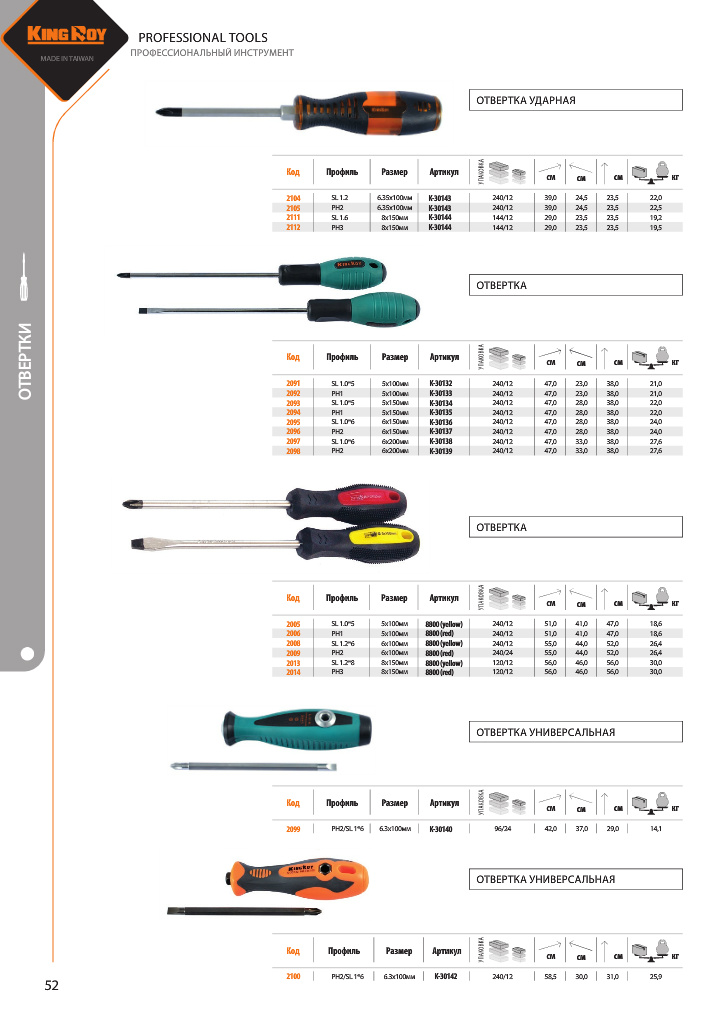 KING ROY
MADE IN TAIWAN
PROFESSIONAL TOOLS
ПРОФЕССИОНАЛЬНЫЙ ИНСТРУМЕНТ
ОТВЕРТКИ
ОТВЕРТКА УДАРНАЯ
Код Профиль Размер Артикул УПАКОВКА СМ СМ СМ КГ
2104 SL 1.2 6.35x100мм K-30143 240/12 39,0 24,5 23,5 22,0
2105 PH2 6.35x100мм K-30143 240/12 39,0 24,5 23,5 22,5
2111 SL 1.6 8x150мм K-30144 144/12 29,0 23,5 23,5 19,2
2112 PH3 8x150мм K-30144 144/12 29,0 23,5 23,5 19,5
KING ROY
ОТВЕРТКА
Код Профиль Размер Артикул УПАКОВКА СМ СМ СМ КГ
2091 SL 1.0*5 5x100мм K-30132 240/12 47,0 23,0 38,0 21,0
2092 PH1 5x100мм K-30133 240/12 47,0 23,0 38,0 21,0
2093 SL 1.0*5 5x150мм K-30134 240/12 47,0 28,0 38,0 22,0
2094 PH1 5x150мм K-30135 240/12 47,0 28,0 38,0 22,0
2095 SL 1.0*6 6x150мм K-30136 240/12 47,0 28,0 38,0 24,0
2096 PH2 6x150мм K-30137 240/12 47,0 28,0 38,0 24,0
2097 SL 1.0*6 6x200мм K-30138 240/12 47,0 33,0 38,0 27,6
2098 PH2 6x200мм K-30139 240/12 47,0 33,0 38,0 27,6
ОТВЕРТКА
Код Профиль Размер Артикул УПАКОВКА СМ СМ СМ КГ
2005 SL 1.0*5 5x100мм 8800 (yellow) 240/12 51,0 41,0 47,0 18,6
2006 PH1 5x100мм 8800 (red) 240/12 51,0 41,0 47,0 18,6
2008 SL 1.2*6 6x100мм 8800 (yellow) 240/12 55,0 44,0 52,0 26,4
2009 PH2 6x100мм 8800 (red) 240/24 55,0 44,0 52,0 26,4
2013 SL 1.2*8 8x150мм 8800 (yellow) 120/12 56,0 46,0 56,0 30,0
2014 PH3 8x150мм 8800 (red) 120/12 56,0 46,0 56,0 30,0
ОТВЕРТКА УНИВЕРСАЛЬНАЯ
Код Профиль Размер Артикул УПАКОВКА СМ СМ СМ КГ
2099 PH2/SL 1*6 6.3x100мм K-30140 96/24 42,0 37,0 29,0 14,1
KING ROY
ОТВЕРТКА УНИВЕРСАЛЬНАЯ
Код Профиль Размер Артикул УПАКОВКА СМ СМ СМ КГ
2100 PH2/SL 1*6 6.3x100мм K-30142 240/12 58,5 30,0 31,0 25,9
52